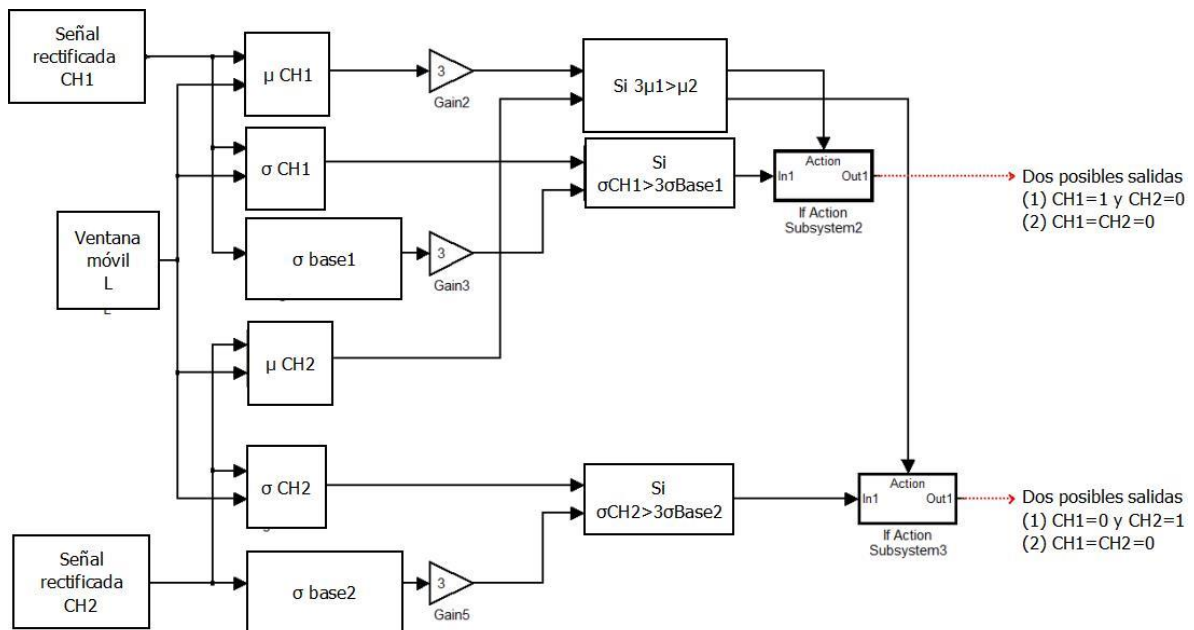 Señal
rectificada
CH1
µ CH1
3
Gain2
Si 3µ1>µ2
σ CH1
Si
σCH1>3σBase1
Action
In1 Out1
If Action
Subsystem2
Dos posibles salidas
(1) CH1=1 y CH2=0
(2) CH1=CH2=0
Ventana
móvil
L
σ base1
3
Gain3
µ CH2
σ CH2
Si
σCH2>3σBase2
Action
In1 Out1
If Action
Subsystem3
Dos posibles salidas
(1) CH1=0 y CH2=1
(2) CH1=CH2=0
Señal
rectificada
CH2
σ base2
3
Gain5